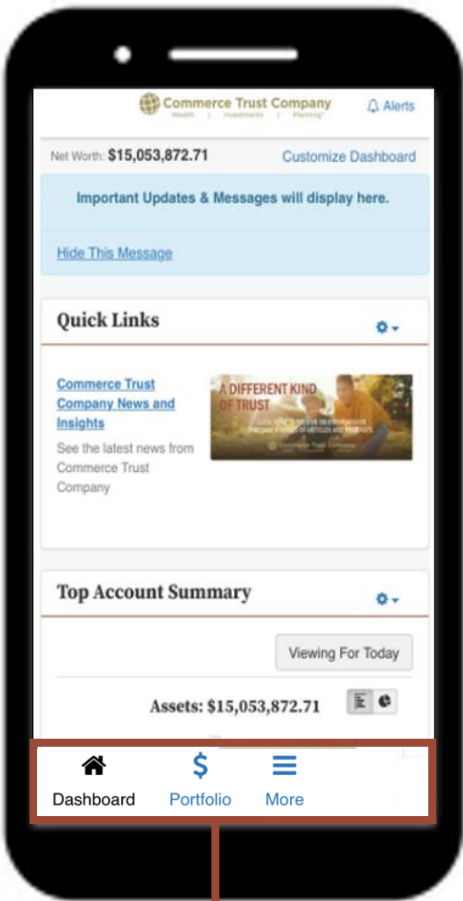 Commerce Trust Company
Wealth | Investments | Planning®
Alerts
Net Worth: $15,053,872.71
Customize Dashboard
Important Updates & Messages will display here.
Hide This Message
Quick Links
Commerce Trust
Company News and
Insights
See the latest news from
Commerce Trust
Company
A DIFFERENT KIND
OF TRUST
Commerce Trust Company
Top Account Summary
Viewing For Today
Assets: $15,053,872.71
Dashboard
Portfolio
More